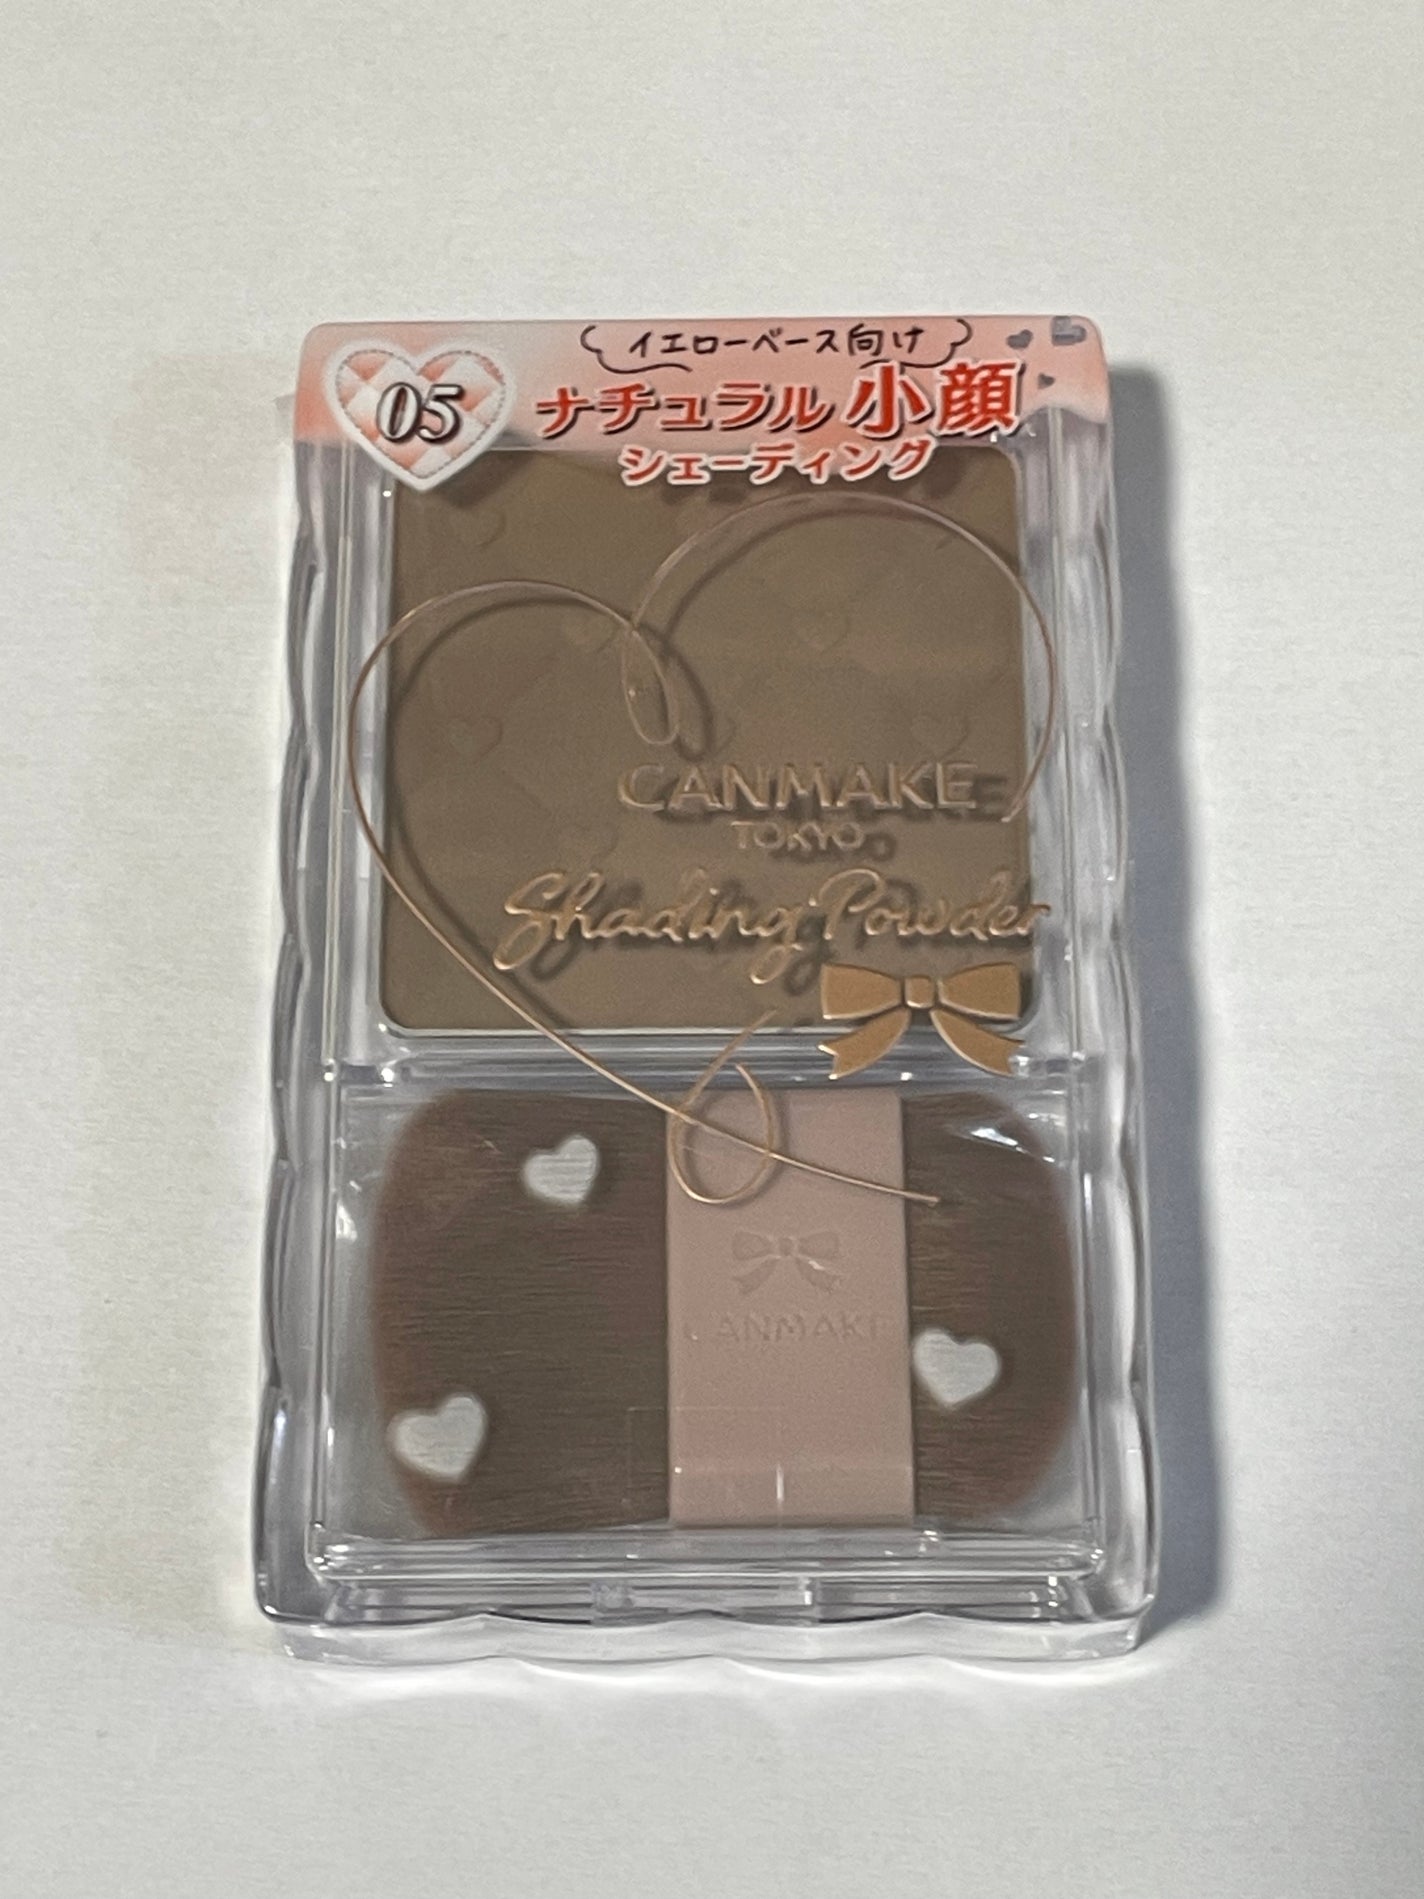 イエローベース向け
05
ナチュラル小顔
シェーディング
CANMAKE
TOKYO
Shading Powder
CANMAKE